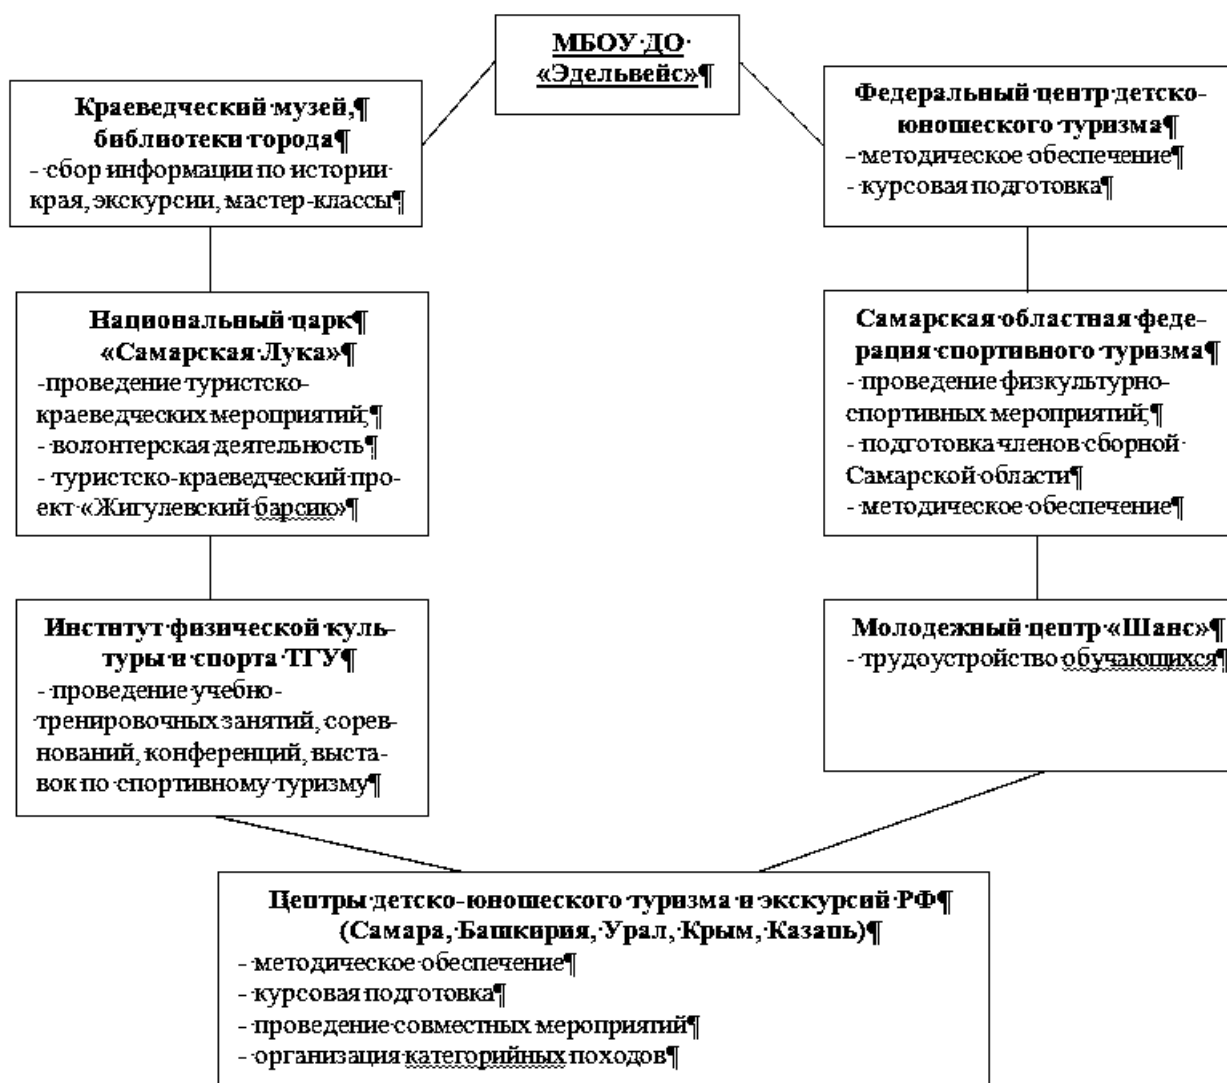 МБОУ ДО
«Эдельвейс»¶
Краеведческий музей,¶
библиотеки города¶
- сбор информации по истории
края, экскурсии, мастер-классы¶
Национальный парк¶
«Самарская Лука»¶
-проведение туристско-
краеведческих мероприятий;¶
- волонтерская деятельность¶
- туристско-краеведческий про-
ект «Жигулевский барсик»¶
Институт физической куль-
туры и спорта ТГУ¶
- проведение учебно-
тренировочных занятий, сорев-
нований, конференций, выста-
вок по спортивному туризму¶
Федеральный центр детско-
юношеского туризма¶
- методическое обеспечение¶
- курсовая подготовка¶
Самарская областная феде-
рация спортивного туризма¶
- проведение физкультурно-
спортивных мероприятий;¶
- подготовка членов сборной
Самарской области¶
- методическое обеспечение¶
Молодежный центр «Шанс»¶
- трудоустройство обучающихся¶
Центры детско-юношеского туризма и экскурсий РФ¶
(Самара, Башкирия, Урал, Крым, Казань)¶
- методическое обеспечение¶
- курсовая подготовка¶
- проведение совместных мероприятий¶
- организация категорийных походов¶